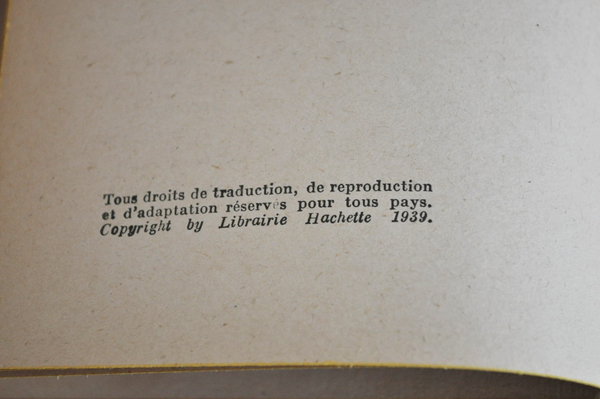 Tous droits de traduction, de reproduction
et d'adaptation réservés pour tous pays.
Copyright by Librairie Hachette 1939.